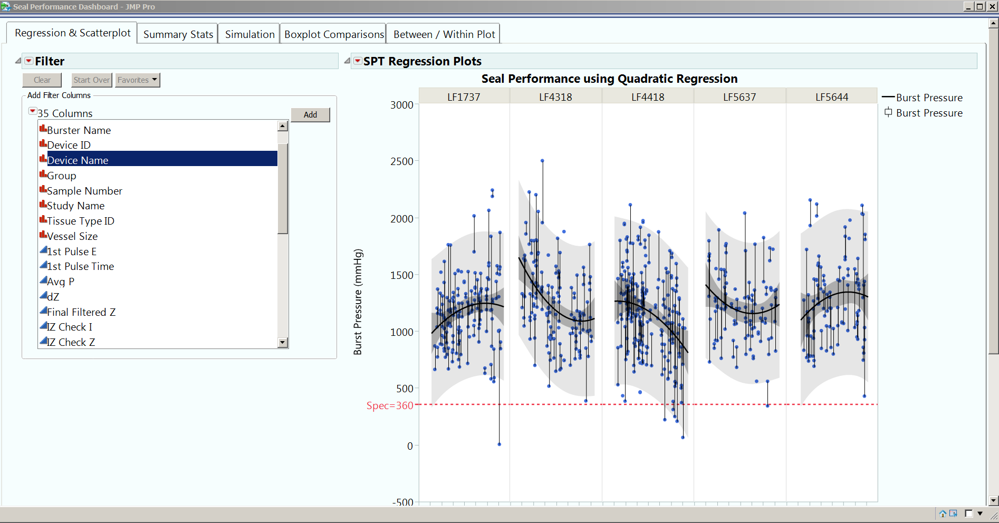 Seal Performance Dashboard - JMP Pro
Regression & Scatterplot
Summary Stats
Simulation
Boxplot Comparisons
Between / Within Plot
Filter
Clear
Start Over
Favorites
Add Filter Columns
35 Columns
Add
Burster Name
Device ID
Device Name
Group
Sample Number
Study Name
Tissue Type ID
Vessel Size
1st Pulse E
1st Pulse Time
Avg P
dZ
Final Filtered Z
IZ Check I
IZ Check Z
SPT Regression Plots
Seal Performance using Quadratic Regression
LF1737
LF4318
LF4418
LF5637
LF5644
Burst Pressure
Burst Pressure
Burst Pressure (mmHg)
3000
2500
2000
1500
1000
500
Spec=360
0
-500